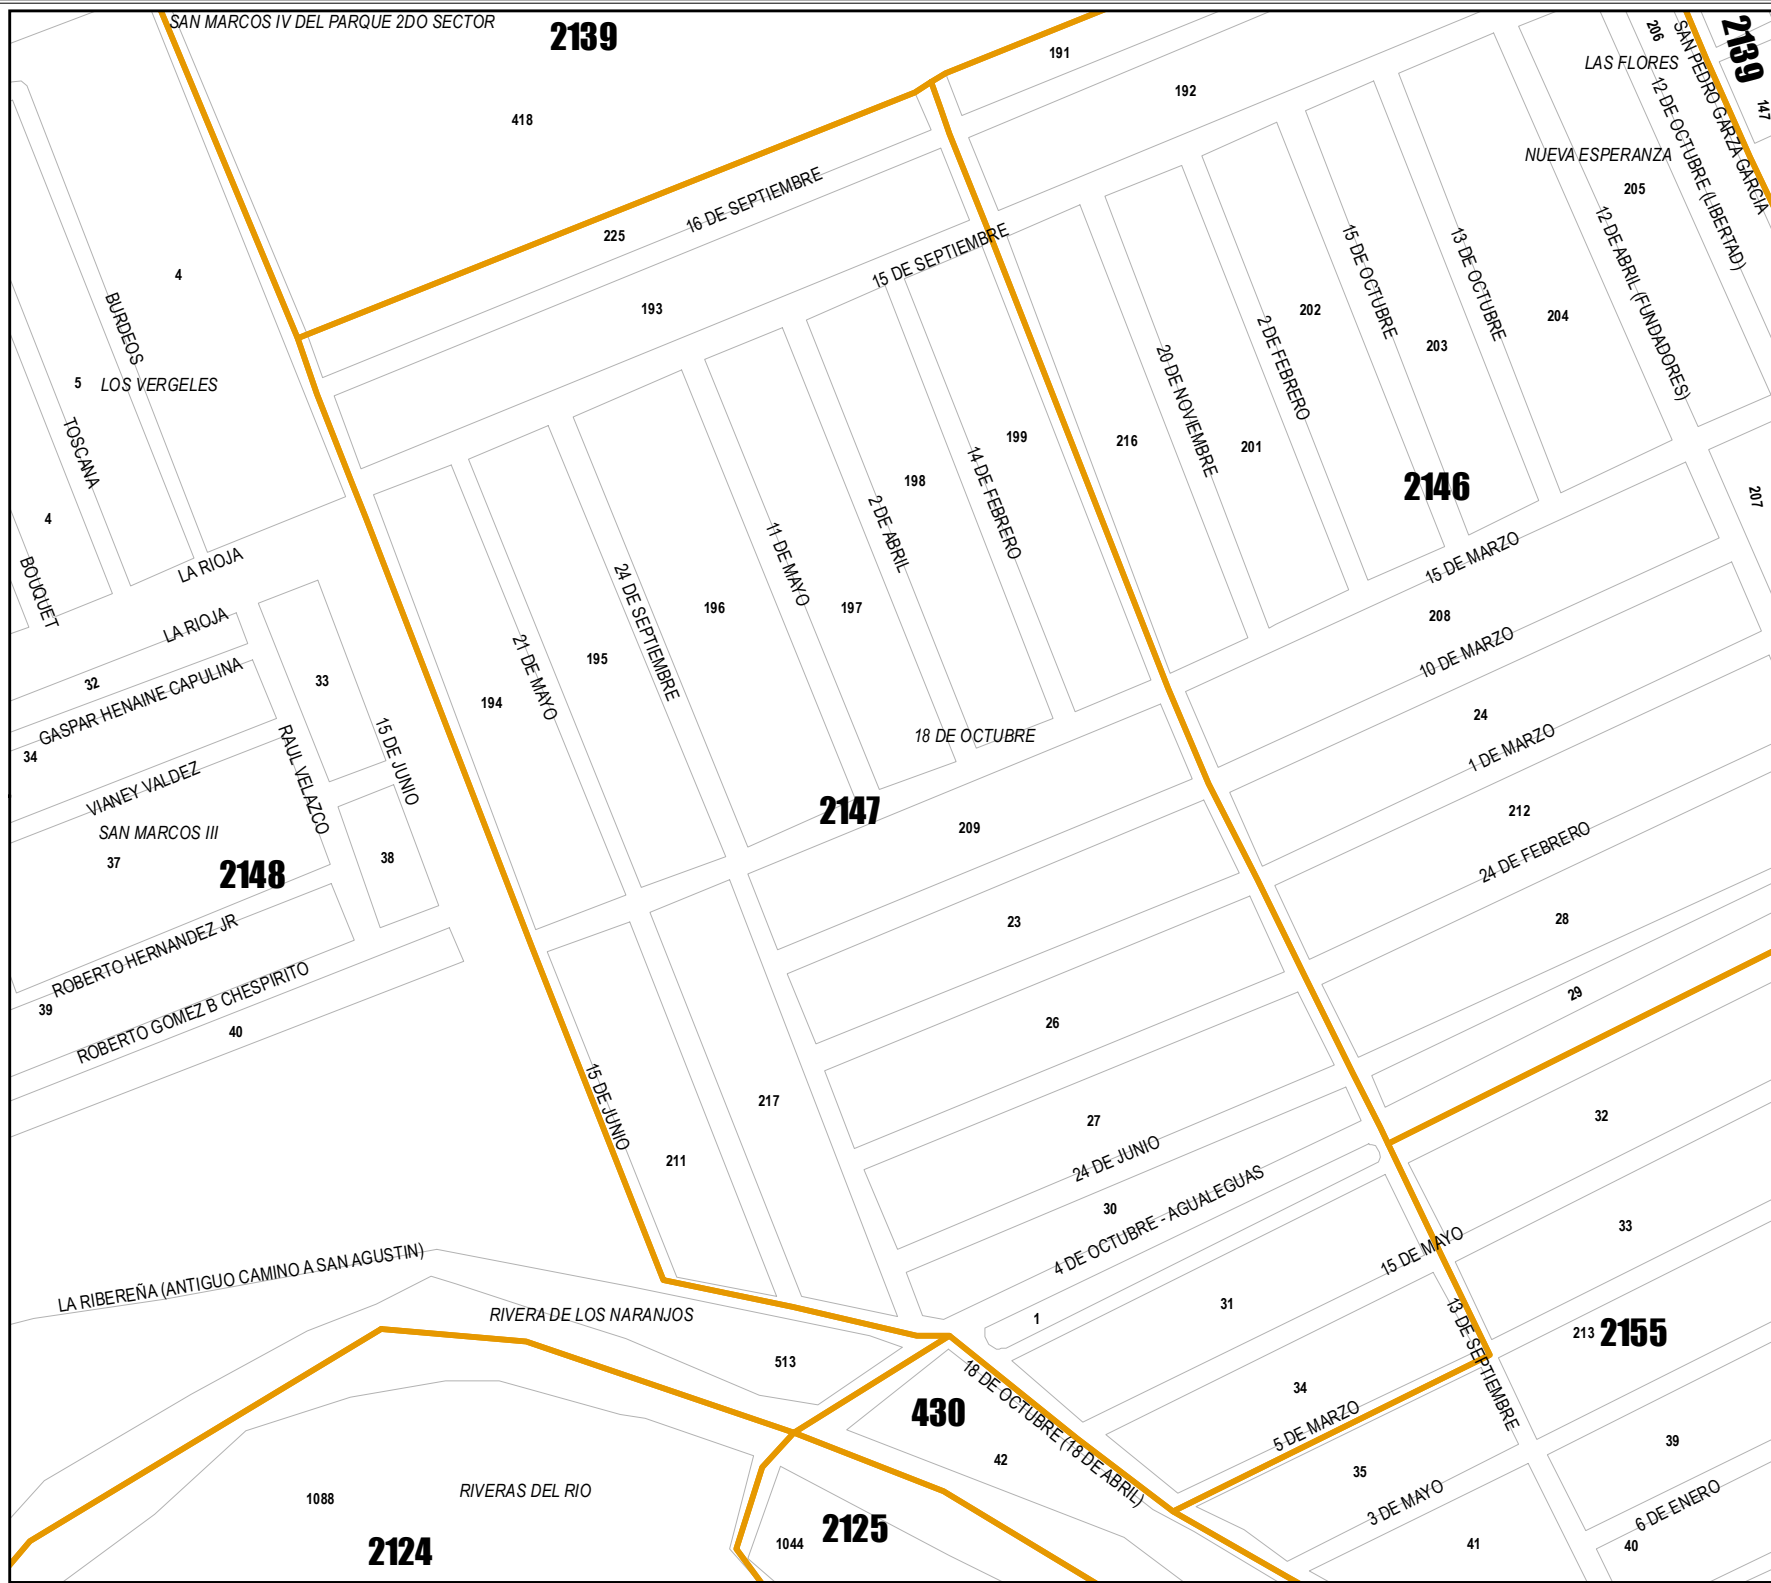 SAN MARCOS IV DEL PARQUE 2DO SECTOR
2139
191
206
SAN PEDRO GARZA GARCIA
2139
LAS FLORES
192
147
418
12 DE OCTUBRE (LIBERTAD)
NUEVA ESPERANZA
205
16 DE SEPTIEMBRE
225
15 DE SEPTIEMBRE
12 DE ABRIL (FUNDADORES)
15 DE OCTUBRE
13 DE OCTUBRE
4
BURDEOS
193
202
204
2 DE FEBRERO
203
20 DE NOVIEMBRE
5
LOS VERGELES
TOSCANA
199
216
201
14 DE FEBRERO
198
2146
207
4
2 DE ABRIL
11 DE MAYO
15 DE MARZO
LA RIOJA
BOUQUET
24 DE SEPTIEMBRE
196
197
208
LA RIOJA
21 DE MAYO
195
10 DE MARZO
32
33
GASPAR HENAINE CAPULINA
194
24
18 DE OCTUBRE
15 DE JUNIO
RAUL VELAZCO
34
1 DE MARZO
VIANEY VALDEZ
2147
212
SAN MARCOS III
209
37
2148
38
24 DE FEBRERO
23
28
ROBERTO HERNANDEZ JR
29
39
ROBERTO GOMEZ B CHESPIRITO
40
26
15 DE JUNIO
217
27
32
211
24 DE JUNIO
30
4 DE OCTUBRE - AGUALEGUAS
33
15 DE MAYO
LA RIBEREÑA (ANTIGUO CAMINO A SAN AGUSTIN)
RIVERA DE LOS NARANJOS
1
31
13 DE SEPTIEMBRE
213
2155
513
18 DE OCTUBRE (18 DE ABRIL)
430
34
5 DE MARZO
42
35
39
RIVERAS DEL RIO
1088
3 DE MAYO
6 DE ENERO
2124
2125
1044
41
40